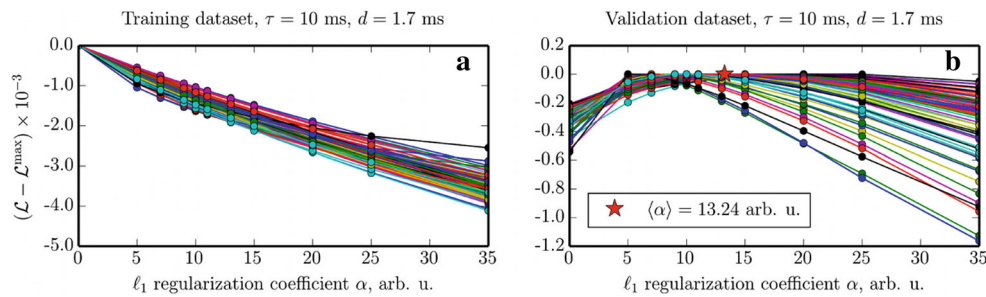 Training dataset, τ = 10 ms, d = 1.7 ms
a
0.0
-1.0
-2.0
-3.0
-4.0
-5.0
(ℒ − ℒ^max) × 10^−3
0 5 10 15 20 25 30 35
ℓ₁ regularization coefficient α, arb. u.
Validation dataset, τ = 10 ms, d = 1.7 ms
b
0.2
0.0
-0.2
-0.4
-0.6
-0.8
-1.0
-1.2
⟨α⟩ = 13.24 arb. u.
0 5 10 15 20 25 30 35
ℓ₁ regularization coefficient α, arb. u.